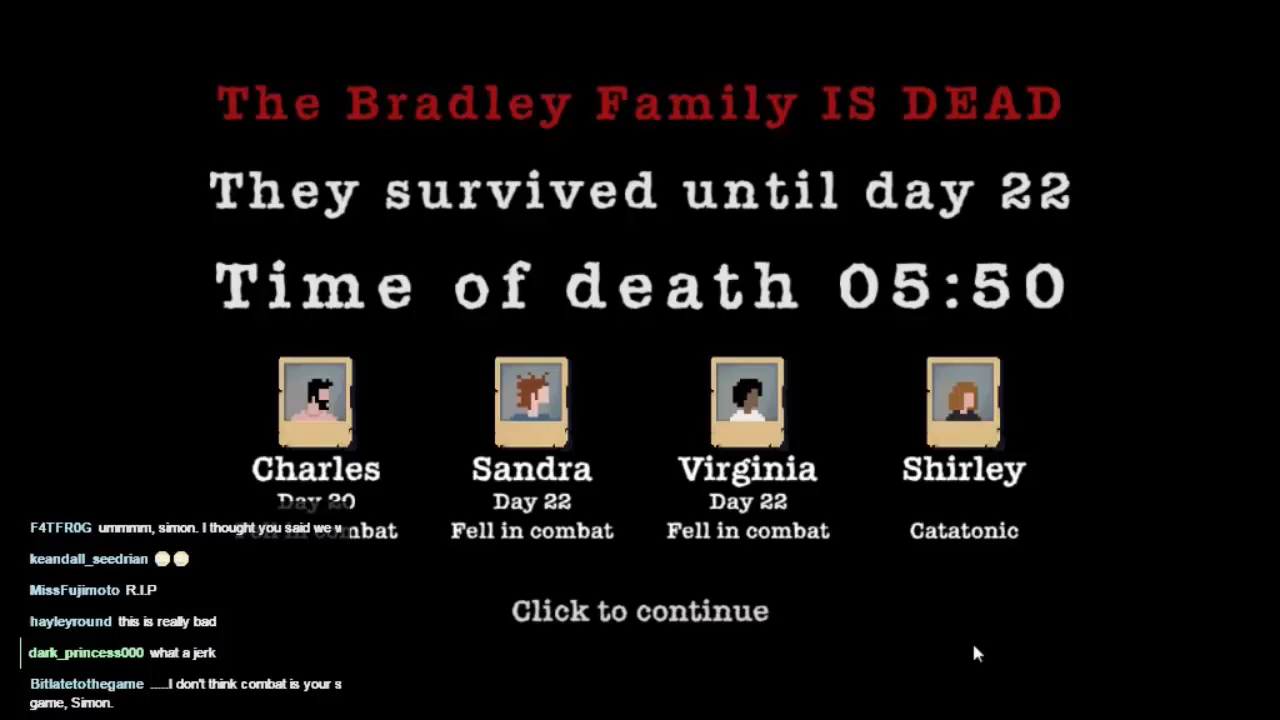 The Bradley Family IS DEAD
They survived until day 22
Time of death 05:50
Charles
Sandra
Virginia
Shirley
Day 20
Day 22
Day 22
Fell in combat
Fell in combat
Fell in combat
Catatonic
Click to continue
F4TFR0G ummmm, simon. I thought you said we
keandall_seedrian
MissFujimoto R.I.P
hayleyround this is really bad
dark_princess000 what a jerk
Bitlatetothegame ......I don't think combat is your s
game, Simon.